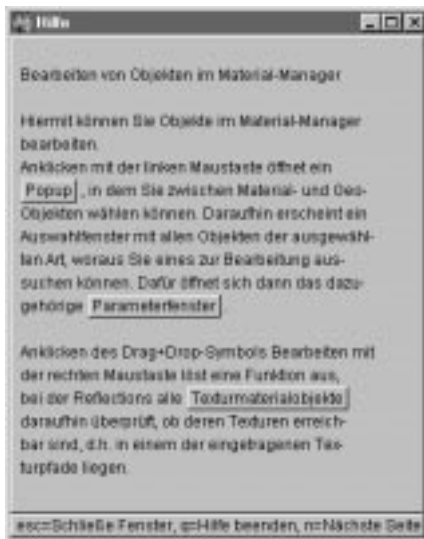 Hilfe
Bearbeiten von Objekten im Material-Manager
Hiermit können Sie Objekte im Material-Manager
bearbeiten.
Anklicken mit der linken Maustaste öffnet ein
Popup , in dem Sie zwischen Material- und Geo-
Objekten wählen können. Daraufhin erscheint ein
Auswahlfenster mit allen Objekten der ausgewähl-
ten Art, woraus Sie eines zur Bearbeitung aus-
suchen können. Dafür öffnet sich dann das dazu-
gehörige Parameterfenster
Anklicken des Drag+Drop-Symbols Bearbeiten mit
der rechten Maustaste löst eine Funktion aus,
bei der Reflections alle Texturmaterialobjekte
daraufhin überprüft, ob deren Texturen erreich-
bar sind, d.h. in einem der eingetragenen Tex-
turpfade liegen.
esc=Schließe Fenster, q=Hilfe beenden, n=Nächste Seite